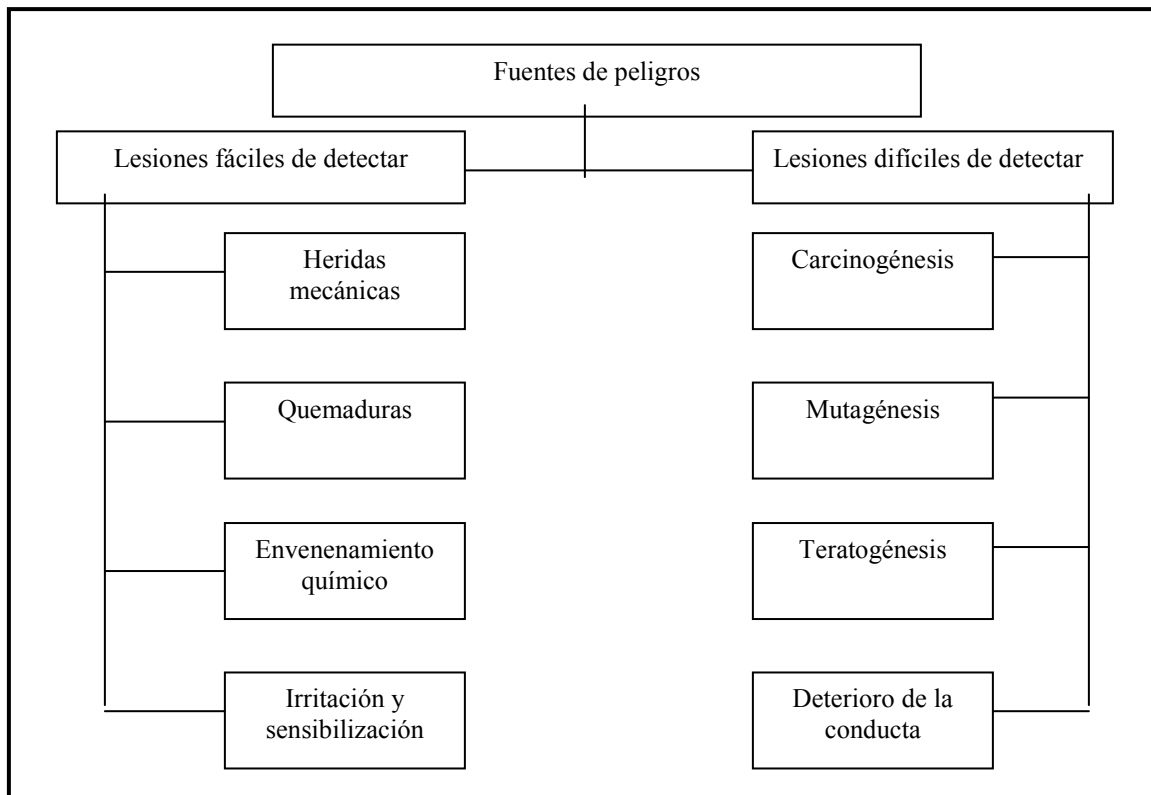 Fuentes de peligros
Lesiones fáciles de detectar
Lesiones difíciles de detectar
Heridas
mecánicas
Carcinogénesis
Quemaduras
Mutagénesis
Envenenamiento
químico
Teratogénesis
Irritación y
sensibilización
Deterioro de la
conducta